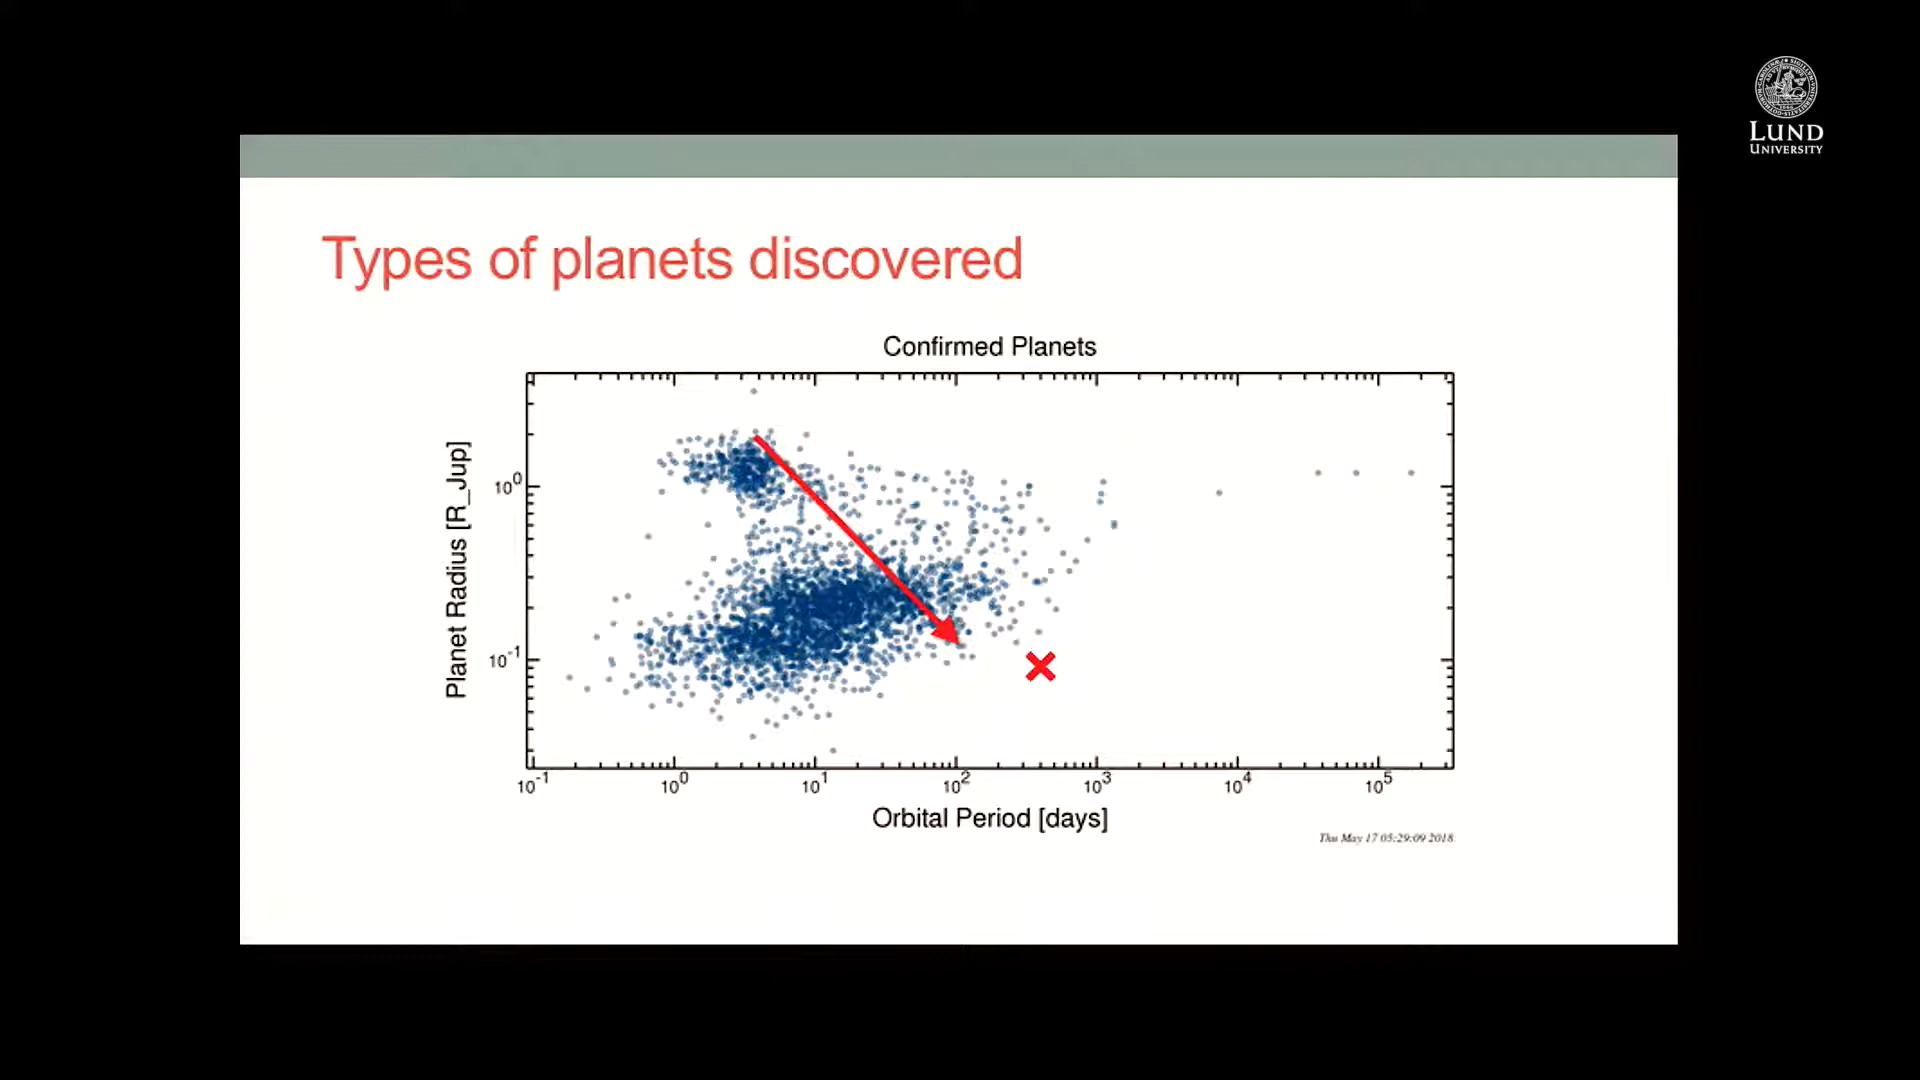 LUND
UNIVERSITY
Types of planets discovered
Confirmed Planets
Planet Radius [R_Jup]
10^0
10^-1
10^-1 10^0 10^1 10^2 10^3 10^4 10^5
Orbital Period [days]
Thu May 17 05:29:09 2018